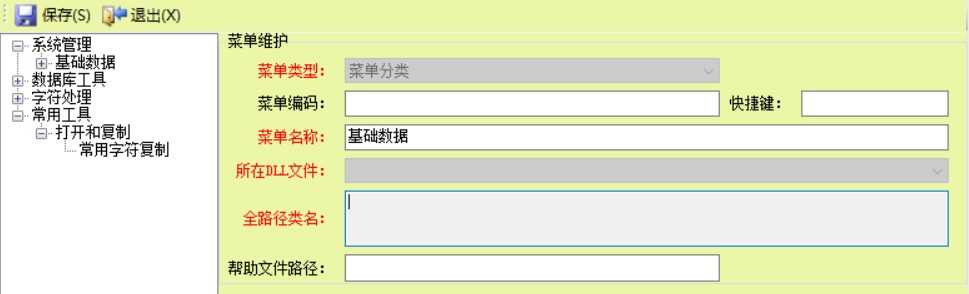 保存(S) 退出(X)
系统管理
基础数据
数据库工具
字符处理
常用工具
打开和复制
常用字符复制
菜单维护
菜单类型: 菜单分类
菜单编码: 快捷键:
菜单名称: 基础数据
所在DLL文件:
全路径类名:
帮助文件路径: